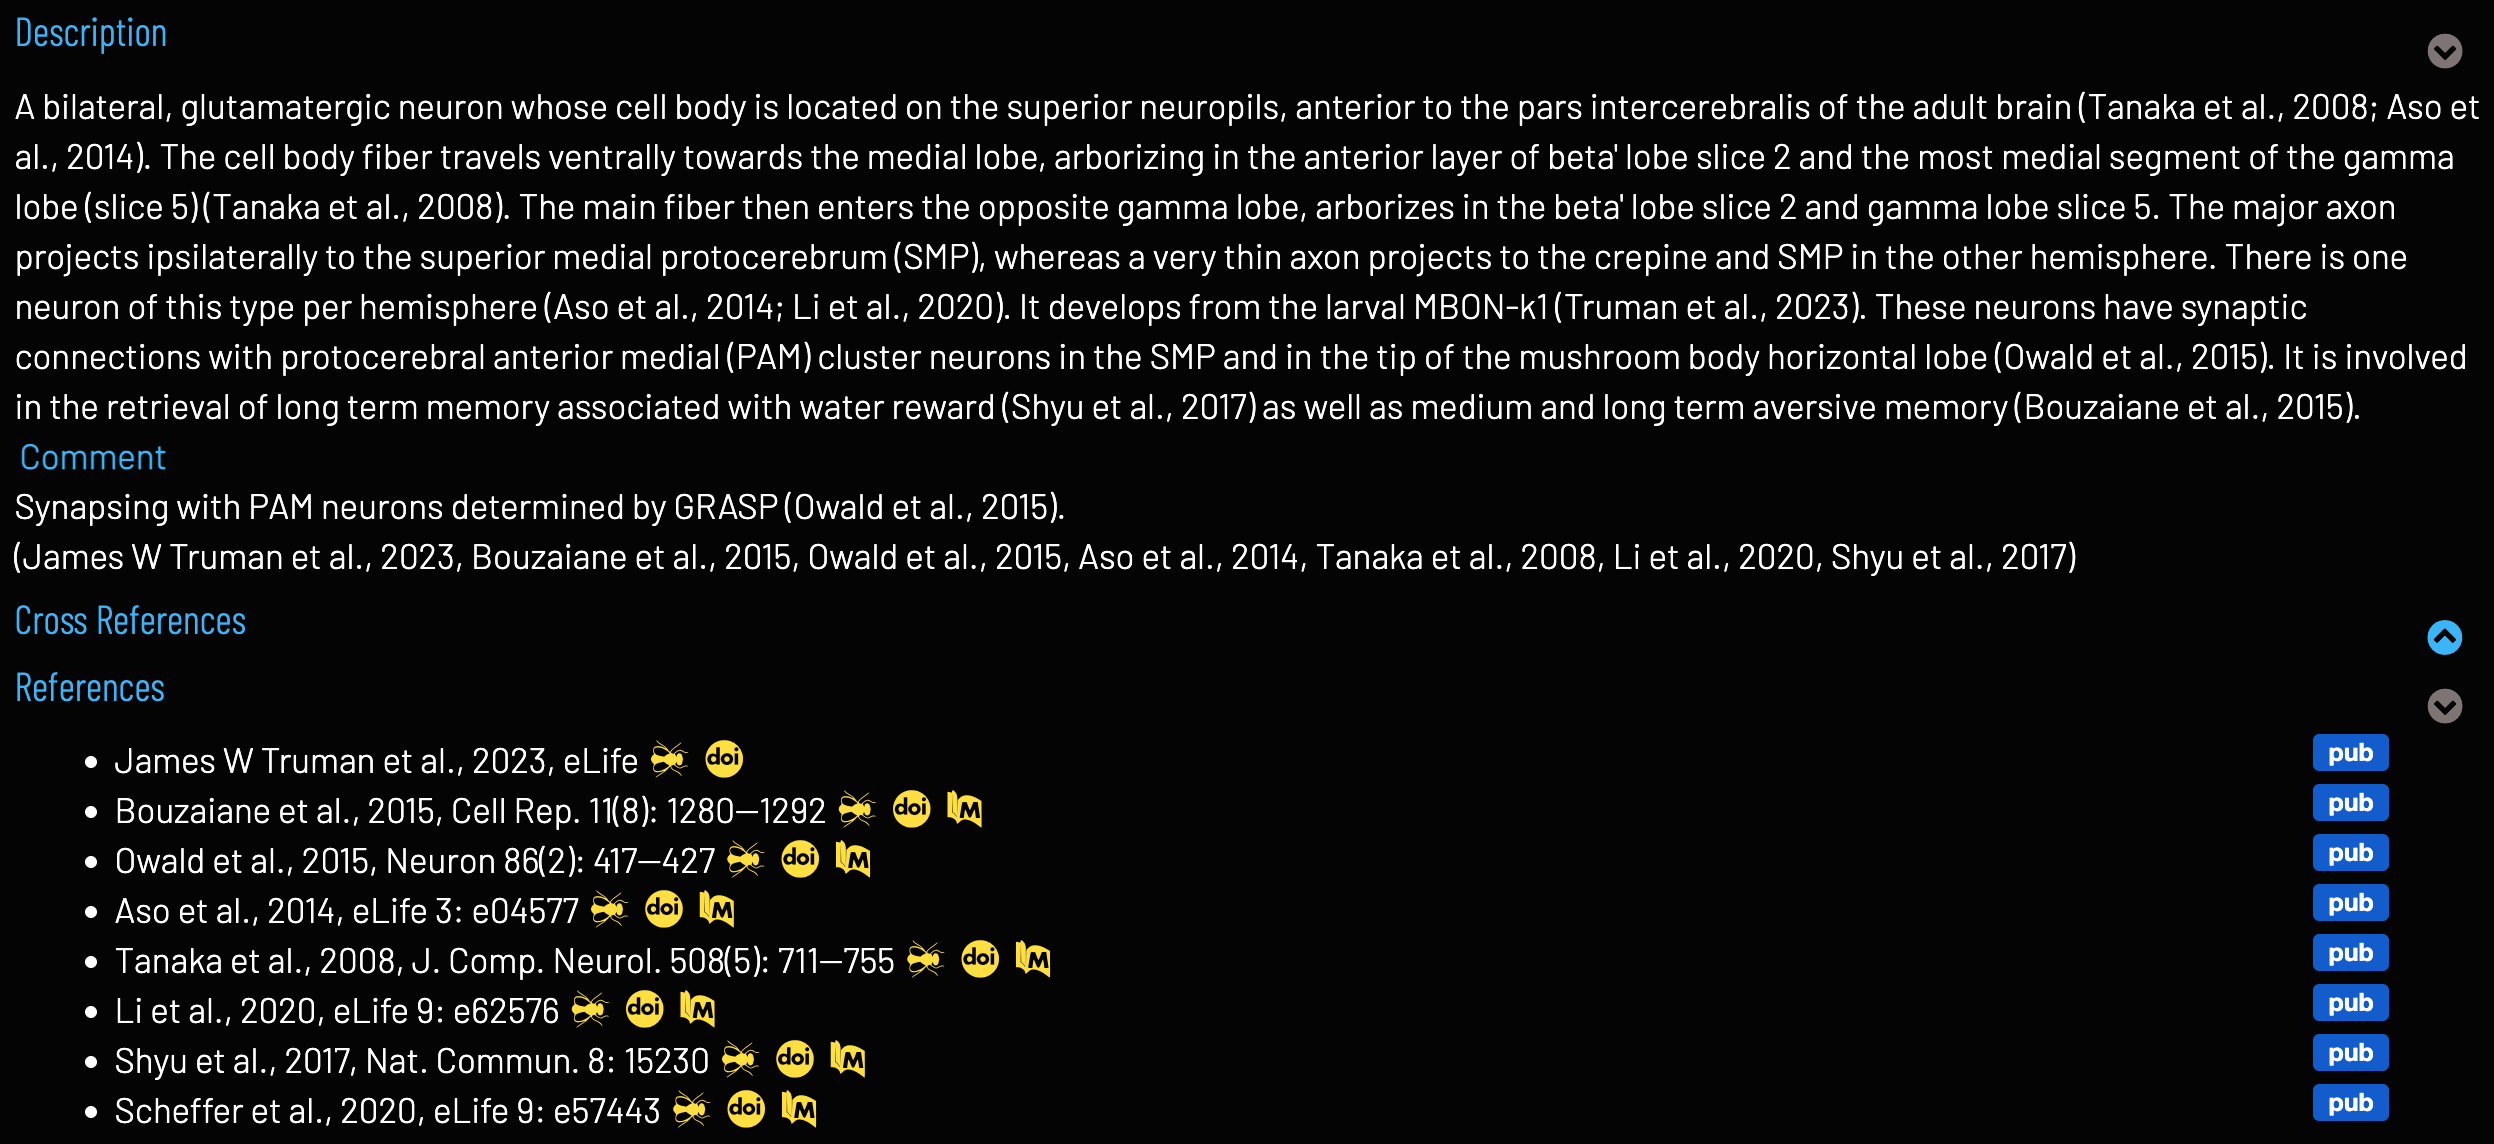 Description
A bilateral, glutamatergic neuron whose cell body is located on the superior neuropils, anterior to the pars intercerebralis of the adult brain (Tanaka et al., 2008; Aso et
al., 2014). The cell body fiber travels ventrally towards the medial lobe, arborizing in the anterior layer of beta' lobe slice 2 and the most medial segment of the gamma
lobe (slice 5) (Tanaka et al., 2008). The main fiber then enters the opposite gamma lobe, arborizes in the beta' lobe slice 2 and gamma lobe slice 5. The major axon
projects ipsilaterally to the superior medial protocerebrum (SMP), whereas a very thin axon projects to the crepine and SMP in the other hemisphere. There is one
neuron of this type per hemisphere (Aso et al., 2014; Li et al., 2020). It develops from the larval MBON-k1 (Truman et al., 2023). These neurons have synaptic
connections with protocerebral anterior medial (PAM) cluster neurons in the SMP and in the tip of the mushroom body horizontal lobe (Owald et al., 2015). It is involved
in the retrieval of long term memory associated with water reward (Shyu et al., 2017) as well as medium and long term aversive memory (Bouzaiane et al., 2015).
Comment
Synapsing with PAM neurons determined by GRASP (Owald et al., 2015).
(James W Truman et al., 2023, Bouzaiane et al., 2015, Owald et al., 2015, Aso et al., 2014, Tanaka et al., 2008, Li et al., 2020, Shyu et al., 2017)
Cross References
References
• James W Truman et al., 2023, eLife doi pub
• Bouzaiane et al., 2015, Cell Rep. 11(8): 1280—1292 doi M pub
• Owald et al., 2015, Neuron 86(2): 417—427 doi M pub
• Aso et al., 2014, eLife 3: e04577 doi M pub
• Tanaka et al., 2008, J. Comp. Neurol. 508(5): 711—755 doi M pub
• Li et al., 2020, eLife 9: e62576 doi M pub
• Shyu et al., 2017, Nat. Commun. 8: 15230 doi M pub
• Scheffer et al., 2020, eLife 9: e57443 doi M pub